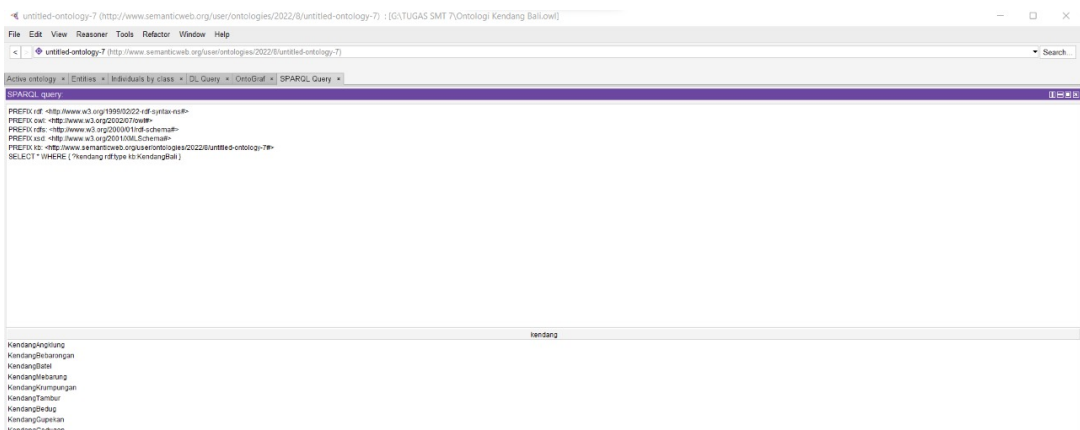 untitled-ontology-7 (http://www.semanticweb.org/user/ontologies/2022/8/untitled-ontology-7) : [G:\TUGAS SMT 7\Ontologi Kendang Bali.owl]
File Edit View Reasoner Tools Refactor Window Help
< > untitled-ontology-7 (http://www.semanticweb.org/user/ontologies/2022/8/untitled-ontology-7) Search...
Active ontology × Entities × Individuals by class × DL Query × OntoGraf × SPARQL Query ×
SPARQL query:
PREFIX rdf: <http://www.w3.org/1999/02/22-rdf-syntax-ns#>
PREFIX owl: <http://www.w3.org/2002/07/owl#>
PREFIX rdfs: <http://www.w3.org/2000/01/rdf-schema#>
PREFIX xsd: <http://www.w3.org/2001/XMLSchema#>
PREFIX kb: <http://www.semanticweb.org/user/ontologies/2022/8/untitled-ontology-7#>
SELECT * WHERE { ?kendang rdf:type kb:KendangBali }
kendang
KendangAngklung
KendangBebarongan
KendangBatel
KendangMebarung
KendangKrumpungan
KendangTambur
KendangBedug
KendangCupekan